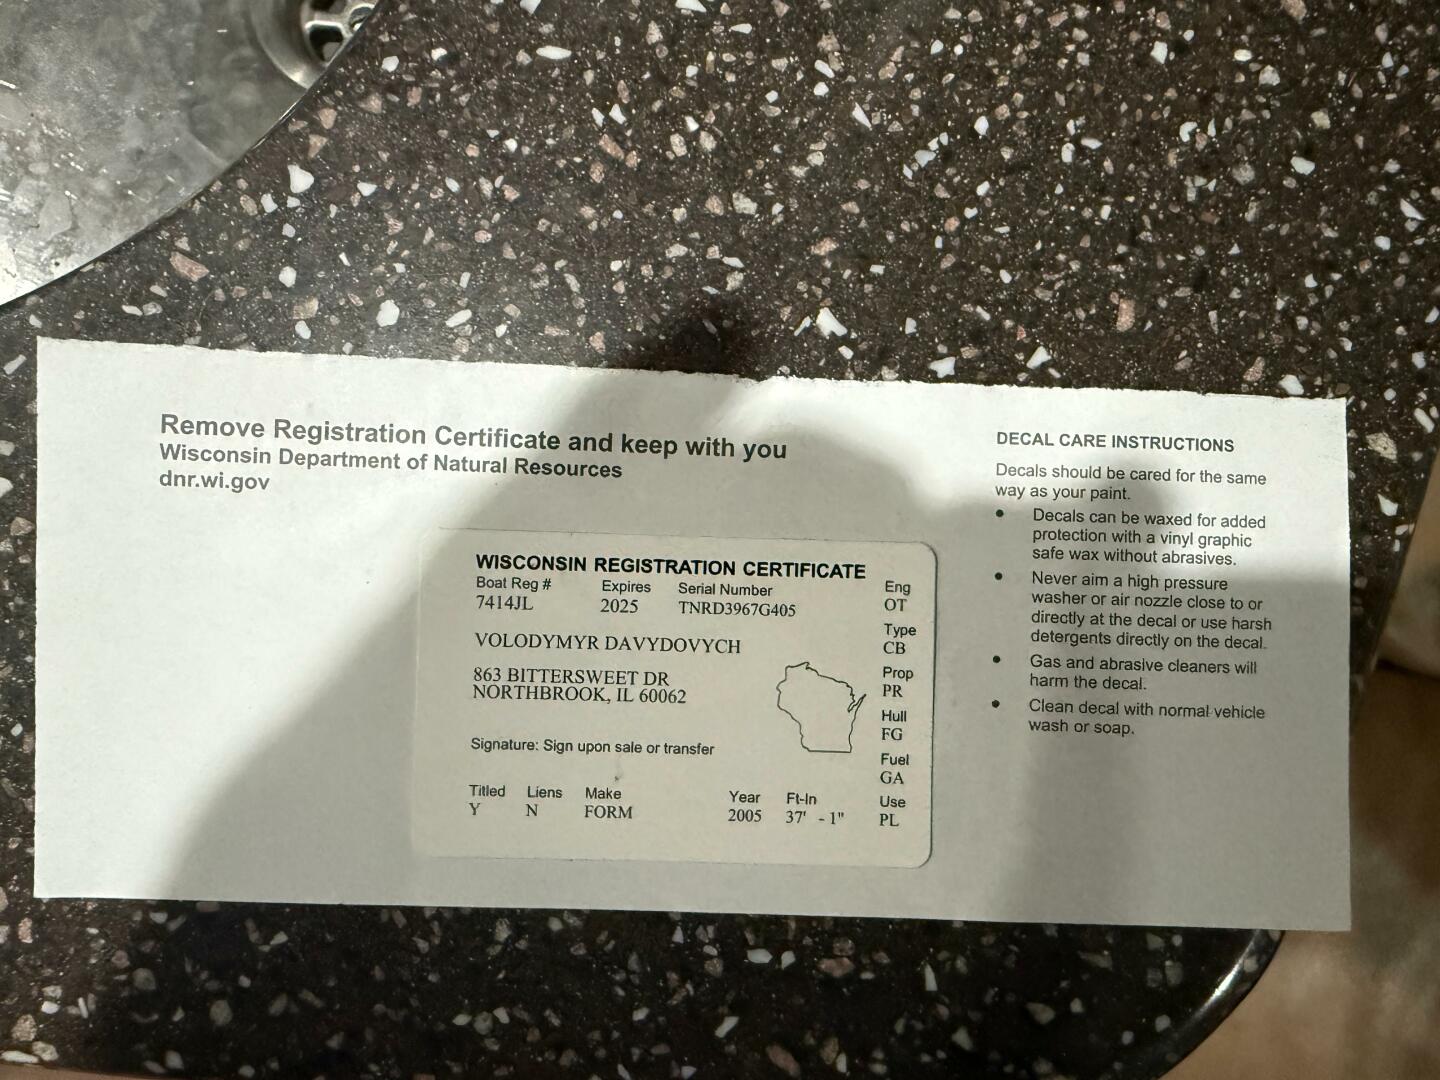 Remove Registration Certificate and keep with you
Wisconsin Department of Natural Resources
dnr.wi.gov
WISCONSIN REGISTRATION CERTIFICATE
Boat Reg # Expires Serial Number
7414JL 2025 TNRD3967G405
VOLODYMYR DAVYDOVYCH
863 BITTERSWEET DR
NORTHBROOK, IL 60062
Signature: Sign upon sale or transfer
Titled Liens Make Year Ft-In
Y N FORM 2005 37' - 1"
Eng
OT
Type
CB
Prop
PR
Hull
FG
Fuel
GA
Use
PL
DECAL CARE INSTRUCTIONS
Decals should be cared for the same
way as your paint.
• Decals can be waxed for added
protection with a vinyl graphic
safe wax without abrasives.
• Never aim a high pressure
washer or air nozzle close to or
directly at the decal or use harsh
detergents directly on the decal.
• Gas and abrasive cleaners will
harm the decal.
• Clean decal with normal vehicle
wash or soap.